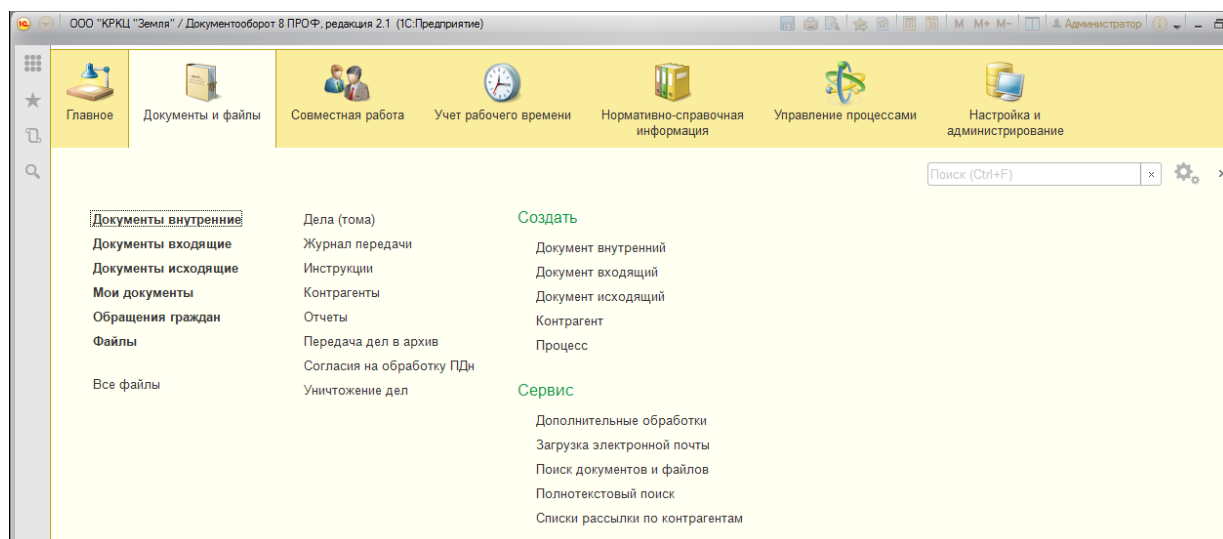 ООО "КРКЦ "Земля" / Документооборот 8 ПРОФ, редакция 2.1 (1С:Предприятие)
M M+ M- Администратор
Главное
Документы и файлы
Совместная работа
Учет рабочего времени
Нормативно-справочная
информация
Управление процессами
Настройка и
администрирование
Поиск (Ctrl+F)
Документы внутренние
Документы входящие
Документы исходящие
Мои документы
Обращения граждан
Файлы
Все файлы
Дела (тома)
Журнал передачи
Инструкции
Контрагенты
Отчеты
Передача дел в архив
Согласия на обработку ПДн
Уничтожение дел
Создать
Документ внутренний
Документ входящий
Документ исходящий
Контрагент
Процесс
Сервис
Дополнительные обработки
Загрузка электронной почты
Поиск документов и файлов
Полнотекстовый поиск
Списки рассылки по контрагентам